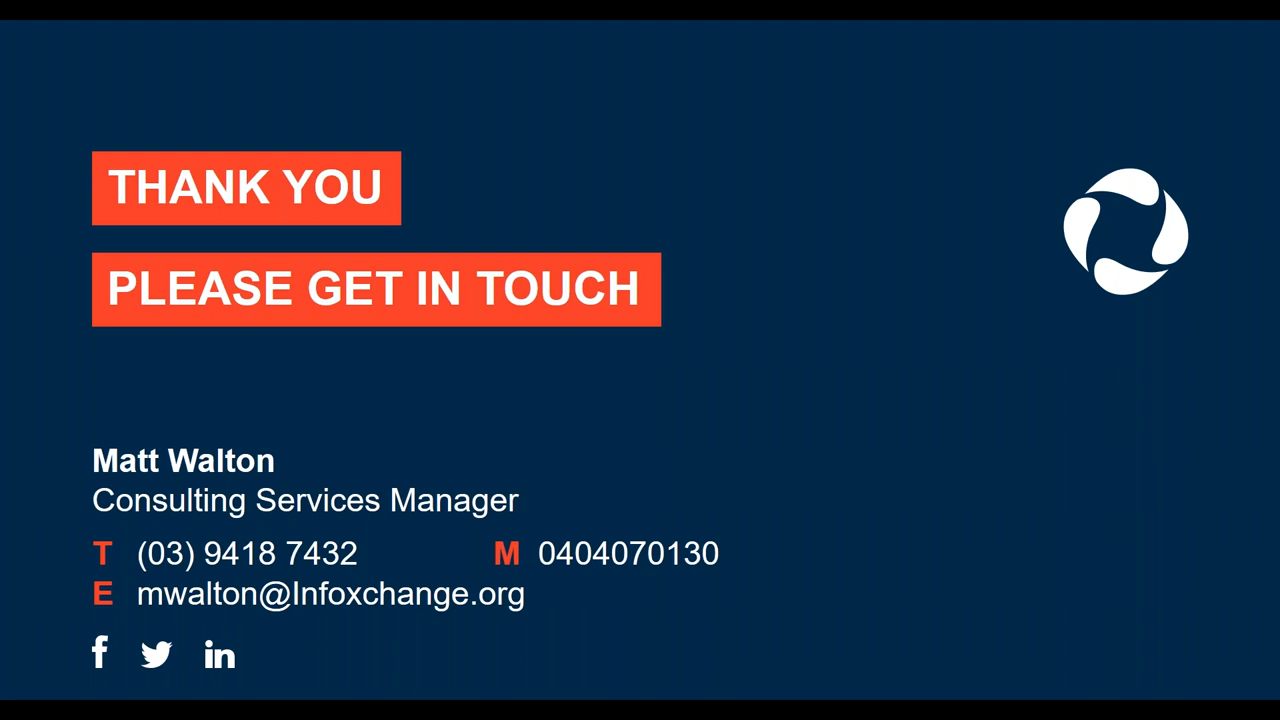 THANK YOU
PLEASE GET IN TOUCH
Matt Walton
Consulting Services Manager
T (03) 9418 7432 M 0404070130
E mwalton@Infoxchange.org